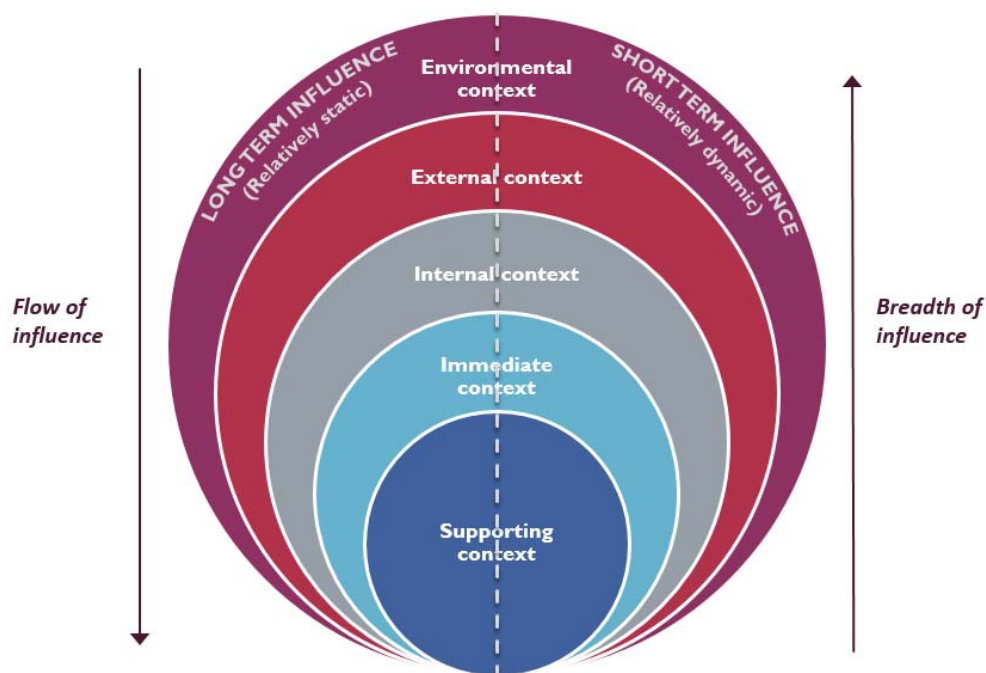 LONG TERM INFLUENCE
(Relatively static)
SHORT TERM INFLUENCE
(Relatively dynamic)
Environmental
context
External context
Internal context
Flow of
influence
Breadth of
influence
Immediate
context
Supporting
context